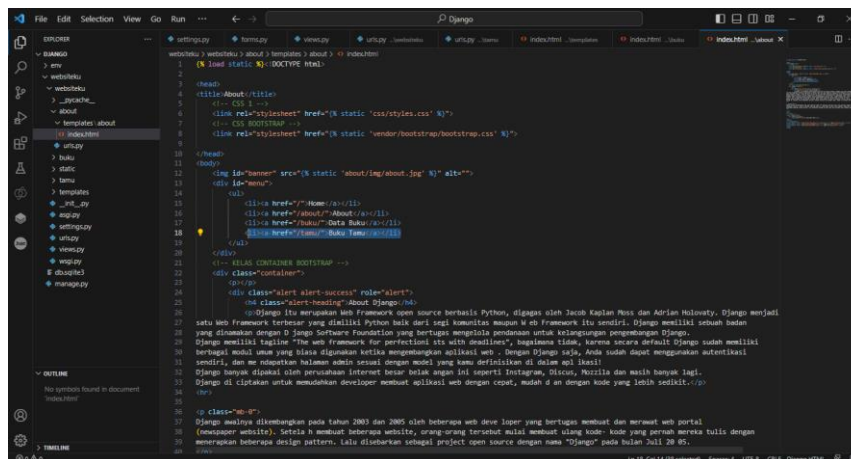 File Edit Selection View Go Run ...
Django
EXPLORER
settings.py
forms.py
views.py
urls.py
urls.py
index.html
index.html
index.html ...\about
DJANGO
> env
websiteku
websiteku
> __pycache__
about
templates\about
index.html
urls.py
> buku
> static
> tamu
> templates
__init__.py
asgi.py
settings.py
urls.py
views.py
wsgi.py
db.sqlite3
manage.py
OUTLINE
No symbols found in document
'index.html'
> TIMELINE
websiteku > websiteku > about > templates > about > index.html
1 {% load static %}<!DOCTYPE html>
2
3 <head>
4 <title>About</title>
5 <!-- CSS 1 -->
6 <link rel="stylesheet" href="{% static 'css/styles.css' %}">
7 <!-- CSS BOOTSTRAP -->
8 <link rel="stylesheet" href="{% static 'vendor/bootstrap/bootstrap.css' %}">
9
10 </head>
11 <body>
12 <img id="banner" src="{% static 'about/img/about.jpg' %}" alt="">
13 <div id="menu">
14 <ul>
15 <li><a href="/">Home</a></li>
16 <li><a href="/about/">About</a></li>
17 <li><a href="/buku/">Data Buku</a></li>
18 <li><a href="/tamu/">Buku Tamu</a></li>
19 </ul>
20 </div>
21 <!-- KELAS CONTAINER BOOTSTRAP -->
22 <div class="container">
23 <p></p>
24 <div class="alert alert-success" role="alert">
25 <h4 class="alert-heading">About Django</h4>
26 <p>Django itu merupakan Web Framework open source berbasis Python, digagas oleh Jacob Kaplan Moss dan Adrian Holovaty. Django menjadi
27 satu Web Framework terbesar yang dimiliki Python baik dari segi komunitas maupun W eb Framework itu sendiri. Django memiliki sebuah badan
28 yang dinamakan dengan D jango Software Foundation yang bertugas mengelola pendanaan untuk kelangsungan pengembangan Django.
29 Django memiliki tagline "The web framework for perfectioni sts with deadlines", bagaimana tidak, karena secara default Django sudah memiliki
30 berbagai modul umum yang biasa digunakan ketika mengembangkan aplikasi web . Dengan Django saja, Anda sudah dapat menggunakan autentikasi
31 sendiri, dan me ndapatkan halaman admin sesuai dengan model yang kamu definisikan di dalam apl ikasi!
32 Django banyak dipakai oleh perusahaan internet besar belak angan ini seperti Instagram, Discus, Mozzila dan masih banyak lagi.
33 Django di ciptakan untuk memudahkan developer membuat aplikasi web dengan cepat, mudah d an dengan kode yang lebih sedikit.</p>
34 <hr>
35
36 <p class="mb-0">
37 Django awalnya dikembangkan pada tahun 2003 dan 2005 oleh beberapa web deve loper yang bertugas membuat dan merawat web portal
38 (newspaper website). Setela h membuat beberapa website, orang-orang tersebut mulai membuat ulang kode- kode yang pernah mereka tulis dengan
39 menerapkan beberapa design pattern. Lalu disebarkan sebagai project open source dengan nama "Django" pada bulan Juli 20 05.
40 </p>